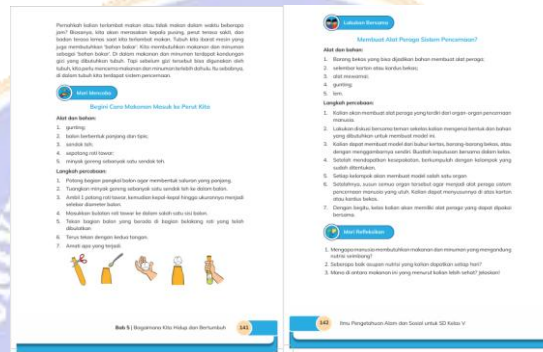 Pernahkah kalian terlambat makan atau tidak makan dalam waktu beberapa
jam? Biasanya, kita akan merasakan kepala pusing, perut terasa sakit, dan
badan terasa lemas saat kita terlambat makan. Tubuh kita ibarat mesin yang
juga membutuhkan 'bahan bakar'. Kita membutuhkan makanan dan minuman
sebagai 'bahan bakar'. Di dalam makanan dan minuman terdapat kandungan
gizi yang dibutuhkan tubuh. Tapi sebelum gizi tersebut bisa digunakan oleh
tubuh, kita perlu mencerna makanan dan minuman terlebih dahulu. Itu sebabnya,
di dalam tubuh kita terdapat sistem pencernaan.
Mari Mencoba
Begini Cara Makanan Masuk ke Perut Kita
Alat dan bahan:
1. gunting;
2. balon berbentuk panjang dan tipis;
3. sendok teh;
4. sepotong roti tawar;
5. minyak goreng sebanyak satu sendok teh.
Langkah percobaan:
1. Potong bagian pangkal balon agar membentuk saluran yang panjang.
2. Tuangkan minyak goreng sebanyak satu sendok teh ke dalam balon.
3. Ambil 1 potong roti tawar, kemudian kepal-kepal hingga ukurannya menjadi
sebesar diameter balon.
4. Masukkan bulatan roti tawar ke dalam salah satu sisi balon.
5. Tekan bagian balon yang berada di bagian belakang roti yang telah
dibulatkan
6. Terus tekan dengan kedua tangan.
7. Amati apa yang terjadi.
Bab 5 | Bagaimana Kita Hidup dan Bertumbuh 141
Lakukan Bersama
Membuat Alat Peraga Sistem Pencernaan?
Alat dan bahan:
1. Barang bekas yang bisa dijadikan bahan membuat alat peraga;
2. selembar karton atau kardus bekas;
3. alat mewarnai;
4. gunting;
5. lem.
Langkah percobaan:
1. Kalian akan membuat alat peraga yang terdiri dari organ-organ pencernaan
manusia.
2. Lakukan diskusi bersama teman sekelas kalian mengenai bentuk dan bahan
yang dibutuhkan untuk membuat model ini.
3. Kalian dapat membuat model dari bubur kertas, barang-barang bekas, atau
dengan menggambarnya sendiri. Buatlah keputusan bersama dalam kelas.
4. Setelah mendapatkan kesepakatan, berkumpullah dengan kelompok yang
sudah ditentukan.
5. Setiap kelompok akan membuat model salah satu organ
6. Setelahnya, susun semua organ tersebut agar menjadi alat peraga sistem
pencernaan manusia yang utuh. Kalian dapat menyusunnya di atas karton
atau kardus bekas.
7. Dengan begitu, kelas kalian akan memiliki alat peraga yang dapat dipakai
bersama.
Mari Refleksikan
1. Mengapa manusia membutuhkan makanan dan minuman yang mengandung
nutrisi seimbang?
2. Seberapa baik asupan nutrisi yang kalian dapatkan setiap hari?
3. Mana di antara makanan ini yang menurut kalian lebih sehat? Jelaskan!
142 Ilmu Pengetahuan Alam dan Sosial untuk SD Kelas V